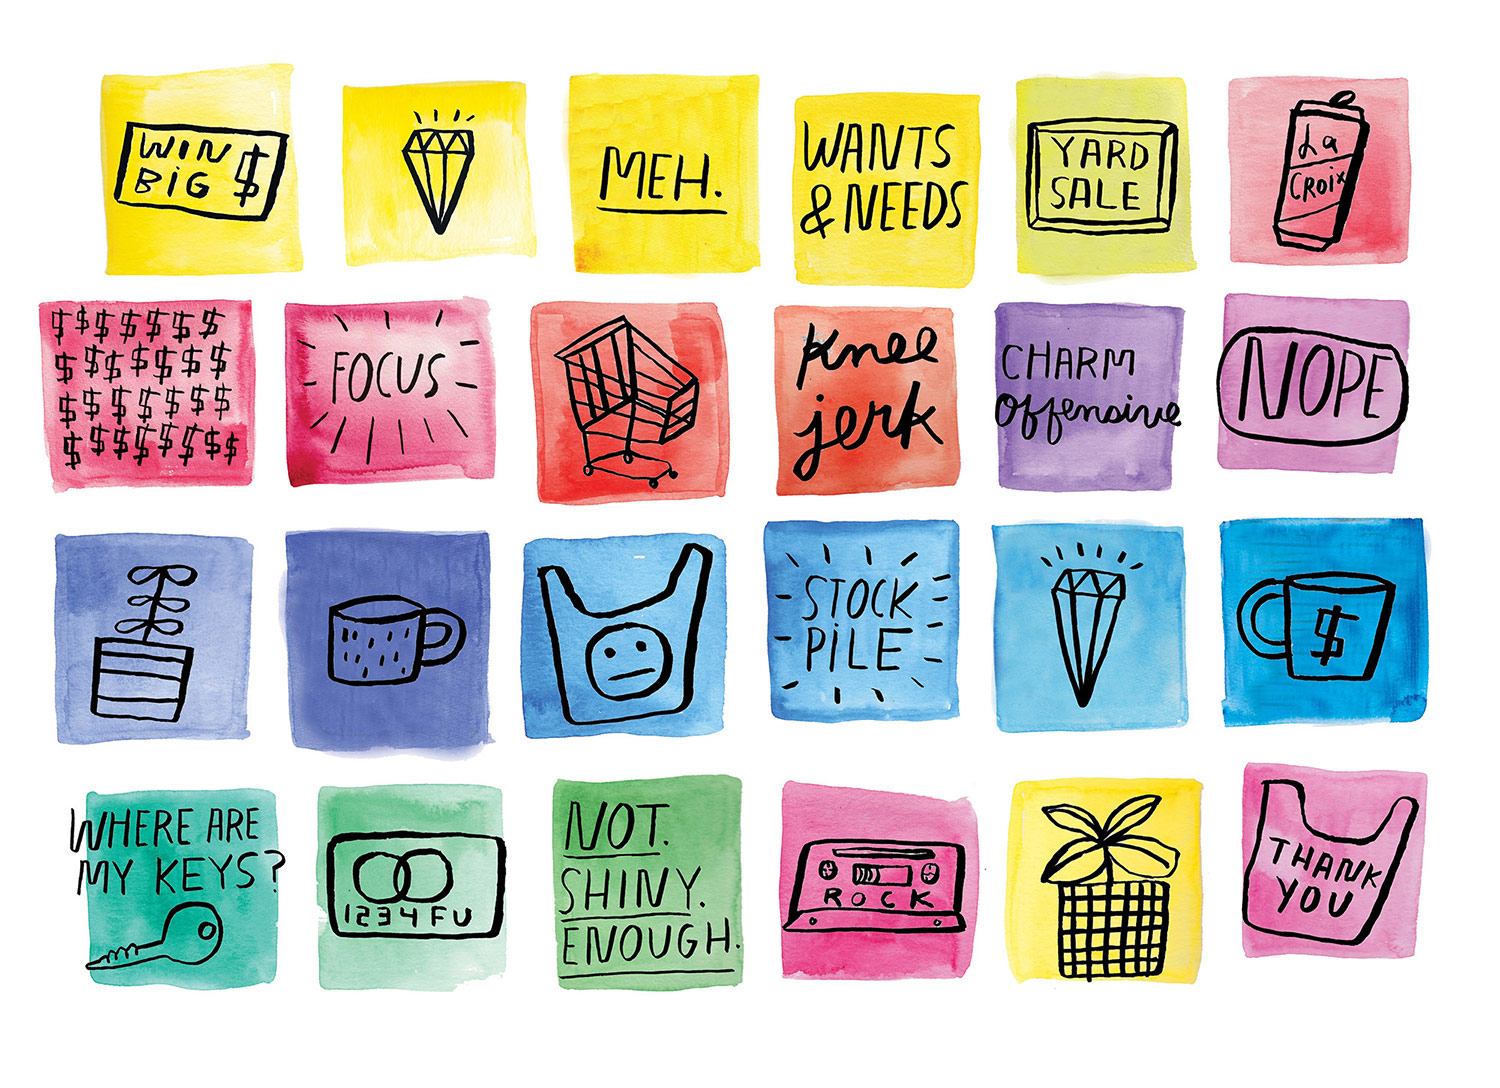 WIN
BIG $
MEH.
WANTS
& NEEDS
YARD
SALE
La
CROIX
$ $ $ $ $ $ $
$ $ $ $ $ $ $
$ $ $ $ $ $ $
$ $ $ $ $ $ $ $
FOCUS
Knee
jerk
CHARM
Offensive
NOPE
STOCK
PILE
$
WHERE ARE
MY KEYS?
1234 FU
NOT.
SHINY.
ENOUGH.
ROCK
THANK
YOU